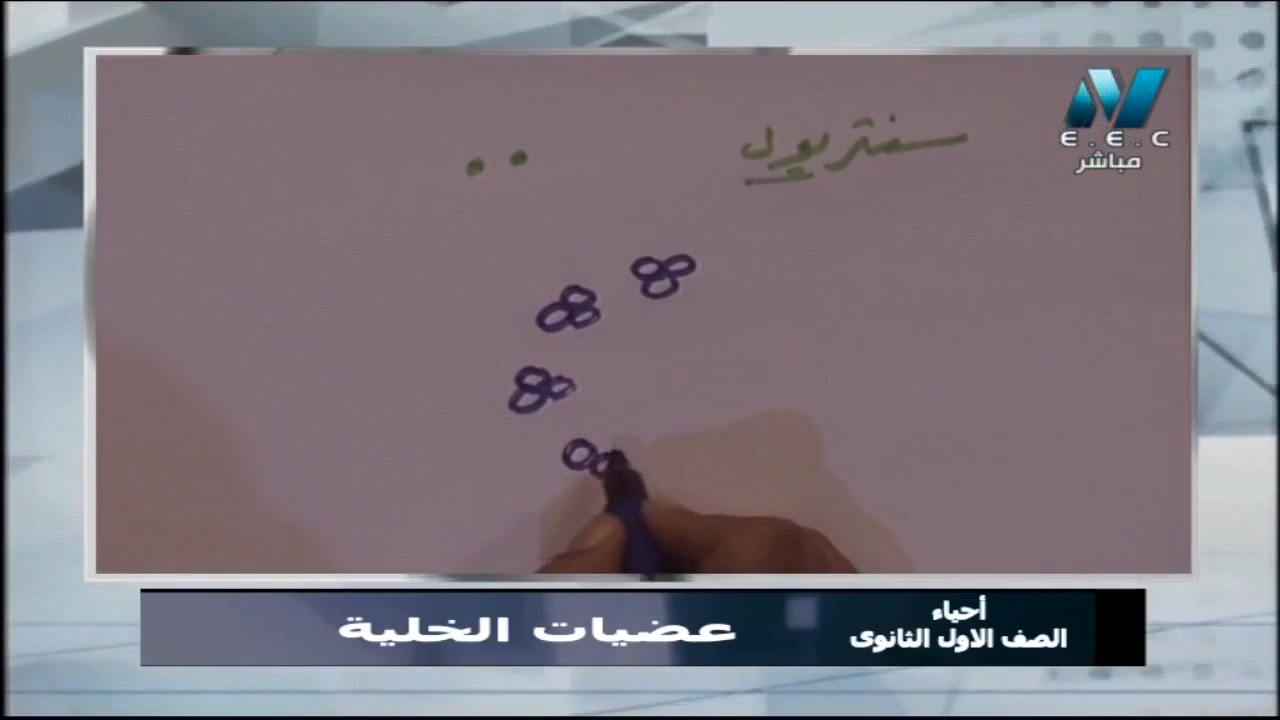 سنتريول
E.E.C
مباشر
أحياء
الصف الاول الثانوى
عضيات الخلية